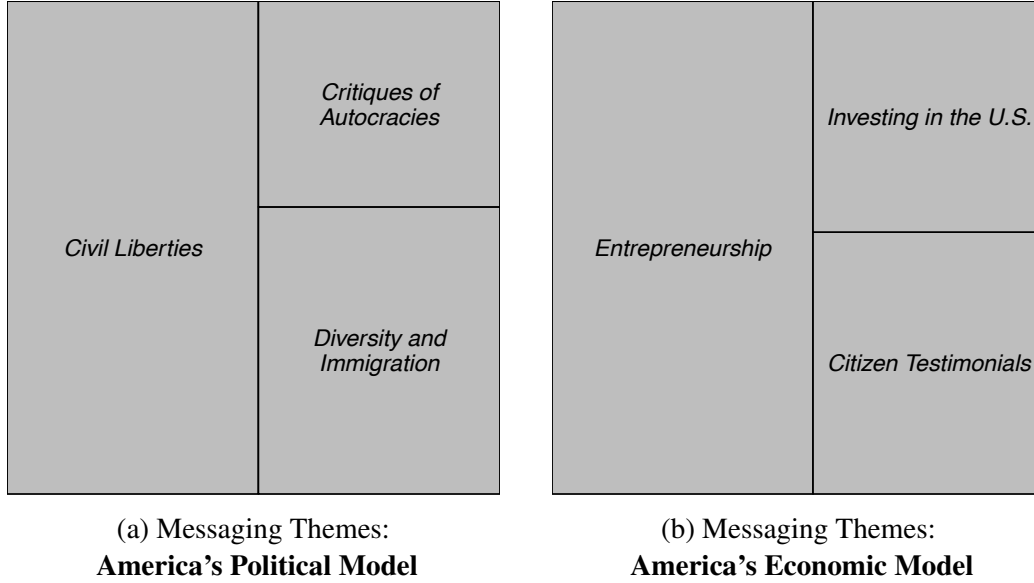 Civil Liberties
Critiques of
Autocracies
Diversity and
Immigration
(a) Messaging Themes:
America's Political Model
Entrepreneurship
Investing in the U.S.
Citizen Testimonials
(b) Messaging Themes:
America's Economic Model